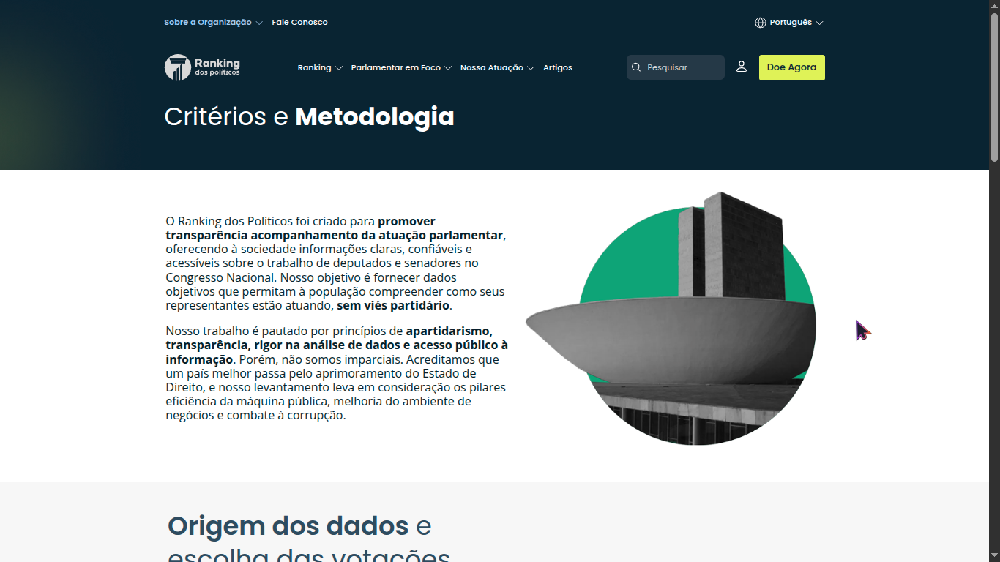 Sobre a Organização
Fale Conosco
Português
Ranking
dos políticos
Ranking
Parlamentar em Foco
Nossa Atuação
Artigos
Pesquisar
Doe Agora
Critérios e Metodologia
O Ranking dos Políticos foi criado para promover
transparência acompanhamento da atuação parlamentar,
oferecendo à sociedade informações claras, confiáveis e
acessíveis sobre o trabalho de deputados e senadores no
Congresso Nacional. Nosso objetivo é fornecer dados
objetivos que permitam à população compreender como seus
representantes estão atuando, sem viés partidário.
Nosso trabalho é pautado por princípios de apartidarismo,
transparência, rigor na análise de dados e acesso público à
informação. Porém, não somos imparciais. Acreditamos que
um país melhor passa pelo aprimoramento do Estado de
Direito, e nosso levantamento leva em consideração os pilares
eficiência da máquina pública, melhoria do ambiente de
negócios e combate à corrupção.
Origem dos dados e
escolha das votações